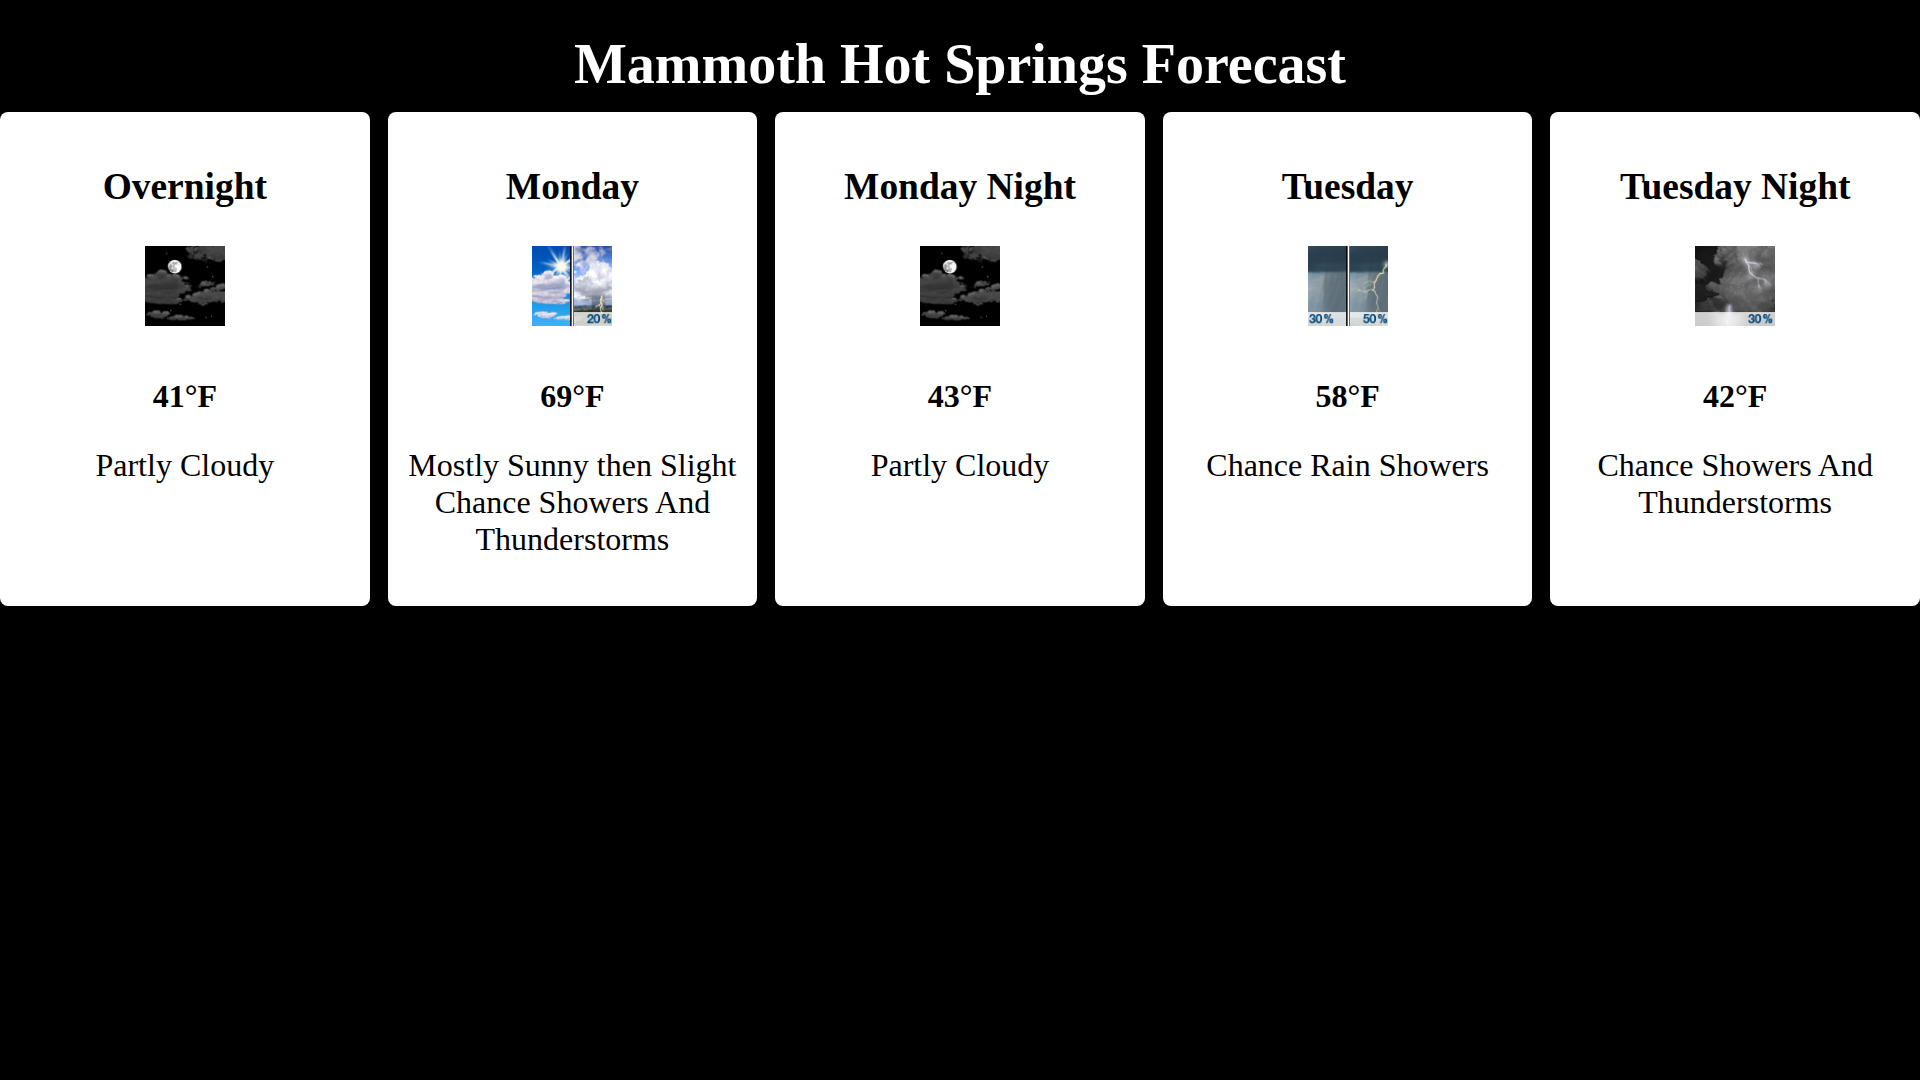 Mammoth Hot Springs Forecast
Overnight
41°F
Partly Cloudy
Monday
20%
69°F
Mostly Sunny then Slight
Chance Showers And
Thunderstorms
Monday Night
43°F
Partly Cloudy
Tuesday
30% 50%
58°F
Chance Rain Showers
Tuesday Night
30%
42°F
Chance Showers And
Thunderstorms